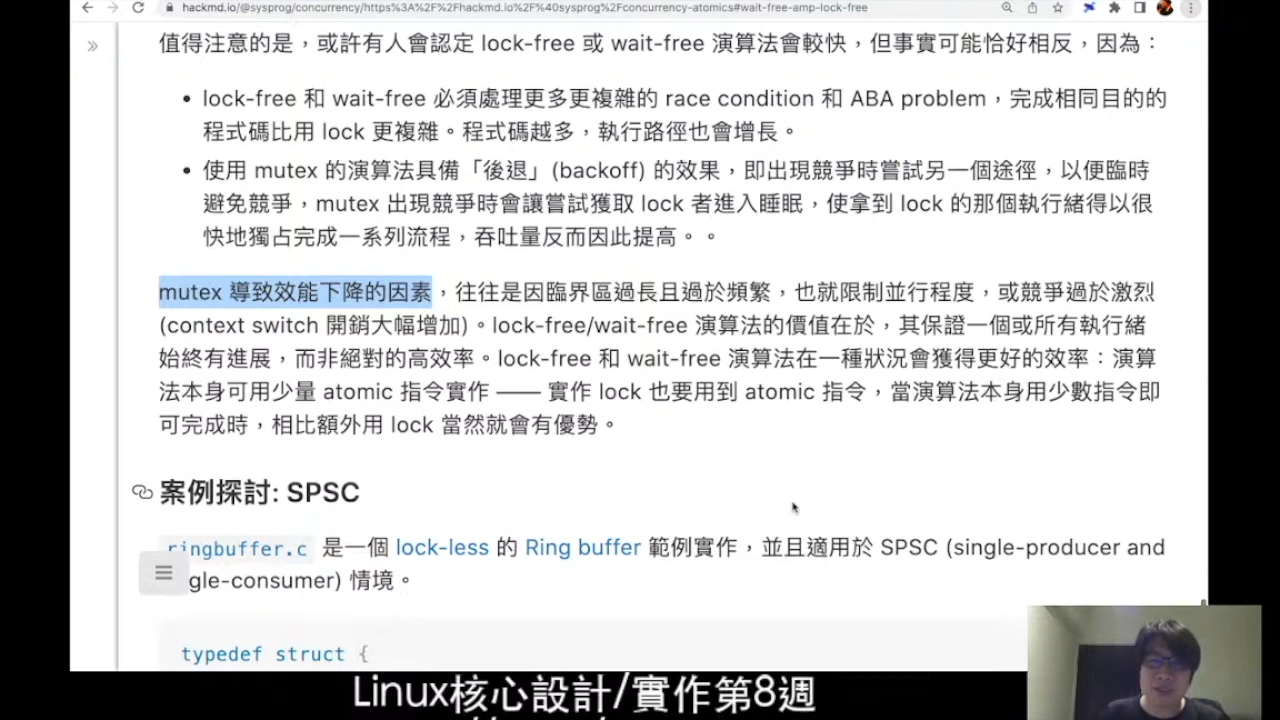 hackmd.io/@sysprog/concurrency/https%3A%2F%2Fhackmd.io%2F%40sysprog%2Fconcurrency-atomics#wait-free-amp-lock-free
值得注意的是，或許有人會認定 lock-free 或 wait-free 演算法會較快，但事實可能恰好相反，因為：
• lock-free 和 wait-free 必須處理更多更複雜的 race condition 和 ABA problem，完成相同目的的
程式碼比用 lock 更複雜。程式碼越多，執行路徑也會增長。
• 使用 mutex 的演算法具備「後退」(backoff) 的效果，即出現競爭時嘗試另一個途徑，以便臨時
避免競爭，mutex 出現競爭時會讓嘗試獲取 lock 者進入睡眠，使拿到 lock 的那個執行緒得以很
快地獨占完成一系列流程，吞吐量反而因此提高。。
mutex 導致效能下降的因素，往往是因臨界區過長且過於頻繁，也就限制並行程度，或競爭過於激烈
(context switch 開銷大幅增加)。lock-free/wait-free 演算法的價值在於，其保證一個或所有執行緒
始終有進展，而非絕對的高效率。lock-free 和 wait-free 演算法在一種狀況會獲得更好的效率：演算
法本身可用少量 atomic 指令實作 —— 實作 lock 也要用到 atomic 指令，當演算法本身用少數指令即
可完成時，相比額外用 lock 當然就會有優勢。
案例探討: SPSC
ringbuffer.c 是一個 lock-less 的 Ring buffer 範例實作，並且適用於 SPSC (single-producer and
gle-consumer) 情境。
typedef struct {
Linux核心設計/實作第8週